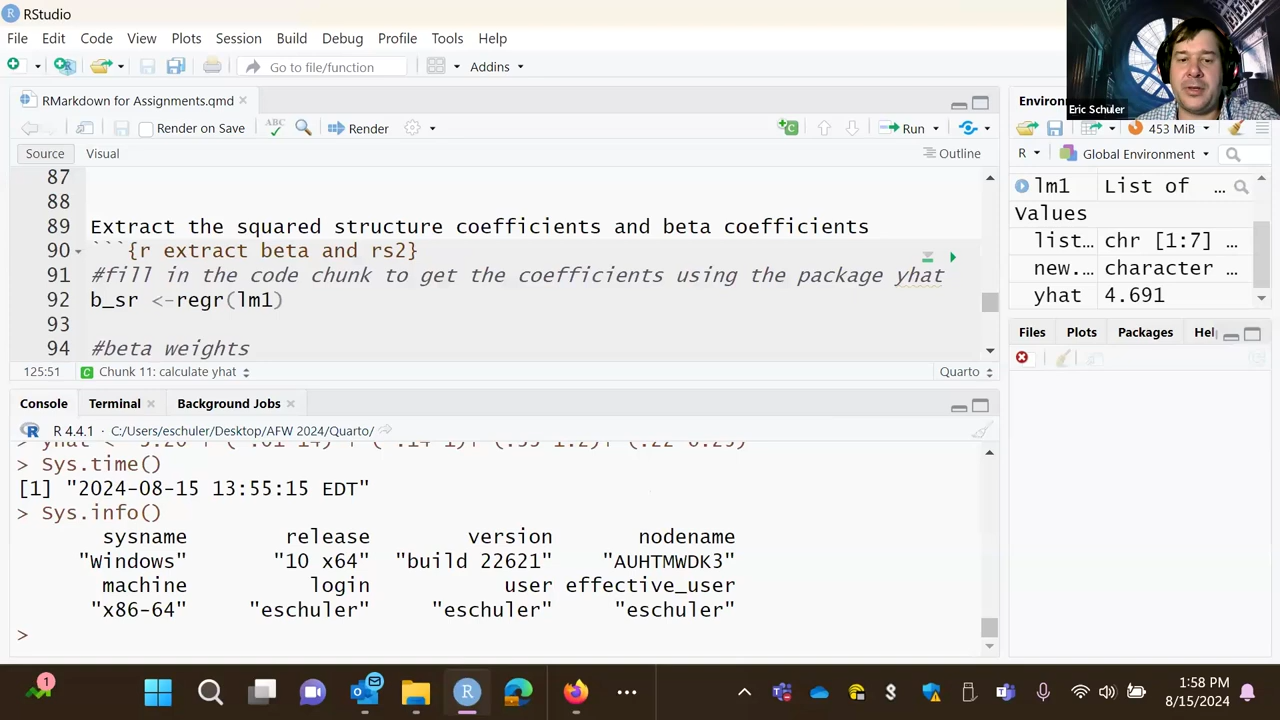 RStudio
File Edit Code View Plots Session Build Debug Profile Tools Help
Go to file/function Addins
RMarkdown for Assignments.qmd
Render on Save ABC Render Run
Source Visual Outline
87
88
89 Extract the squared structure coefficients and beta coefficients
90 ```{r extract beta and rs2}
91 #fill in the code chunk to get the coefficients using the package yhat
92 b_sr <-regr(lm1)
93
94 #beta weights
125:51 Chunk 11: calculate yhat Quarto
Console Terminal Background Jobs
R 4.4.1 · C:/Users/eschuler/Desktop/AFW 2024/Quarto/
> Sys.time()
[1] "2024-08-15 13:55:15 EDT"
> Sys.info()
sysname release version nodename
"Windows" "10 x64" "build 22621" "AUHTMWDK3"
machine login user effective_user
"x86-64" "eschuler" "eschuler" "eschuler"
>
Eric Schuler
Environ
453 MiB
R Global Environment
lm1 List of …
Values
list… chr [1:7] …
new.… character …
yhat 4.691
Files Plots Packages Hel
1
1:58 PM
8/15/2024